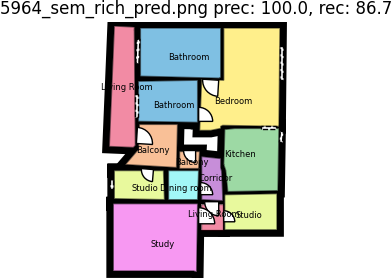 5964_sem_rich_pred.png prec: 100.0, rec: 86.7
Bathroom
Living Room
Bedroom
Bathroom
Balcony
Kitchen
Balcony
Corridor
Studio
Dining room
Living Room
Studio
Study